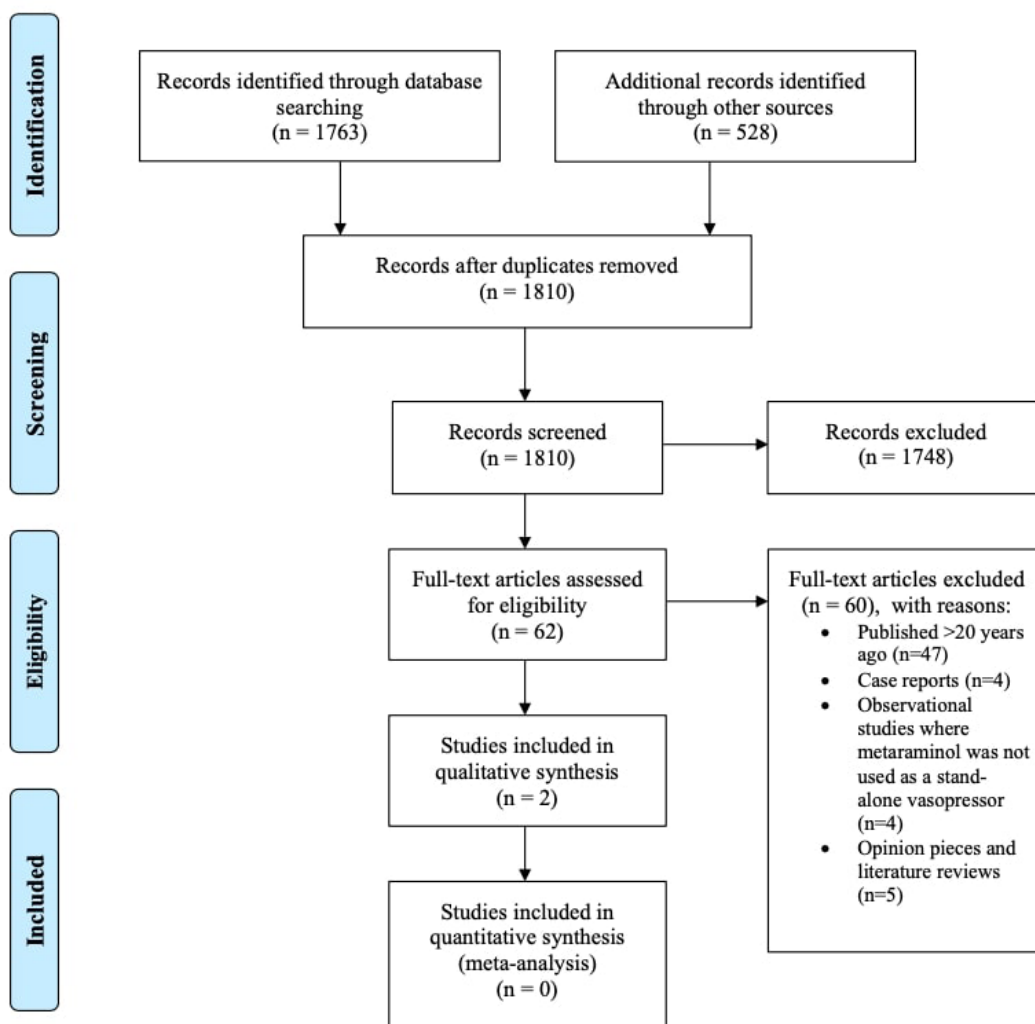 Identification
Records identified through database
searching
(n = 1763)
Additional records identified
through other sources
(n = 528)
Records after duplicates removed
(n = 1810)
Screening
Records screened
(n = 1810)
Records excluded
(n = 1748)
Eligibility
Full-text articles assessed
for eligibility
(n = 62)
Full-text articles excluded
(n = 60), with reasons:
• Published >20 years
ago (n=47)
• Case reports (n=4)
• Observational
studies where
metaraminol was not
used as a stand-
alone vasopressor
(n=4)
• Opinion pieces and
literature reviews
(n=5)
Studies included in
qualitative synthesis
(n = 2)
Included
Studies included in
quantitative synthesis
(meta-analysis)
(n = 0)